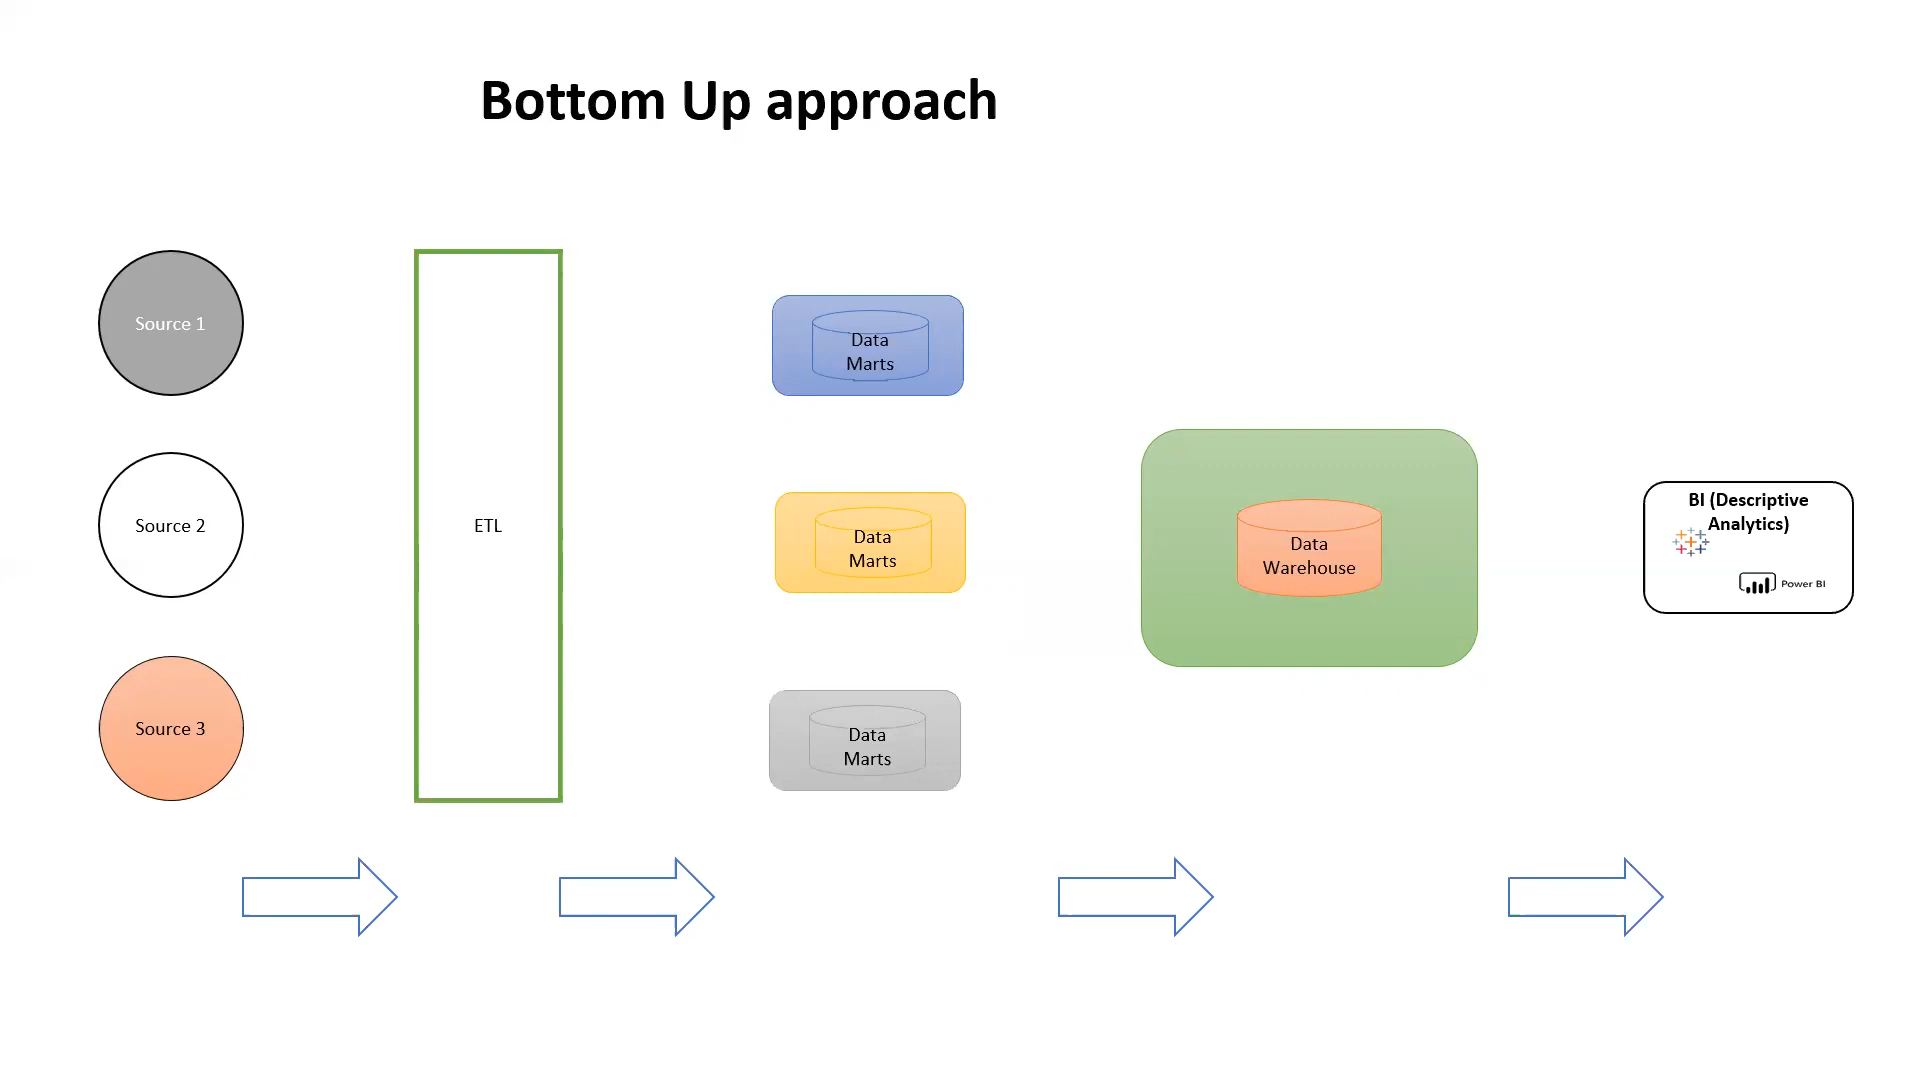 Bottom Up approach
Source 1
Source 2
Source 3
ETL
Data
Marts
Data
Marts
Data
Marts
Data
Warehouse
BI (Descriptive
Analytics)
Power BI